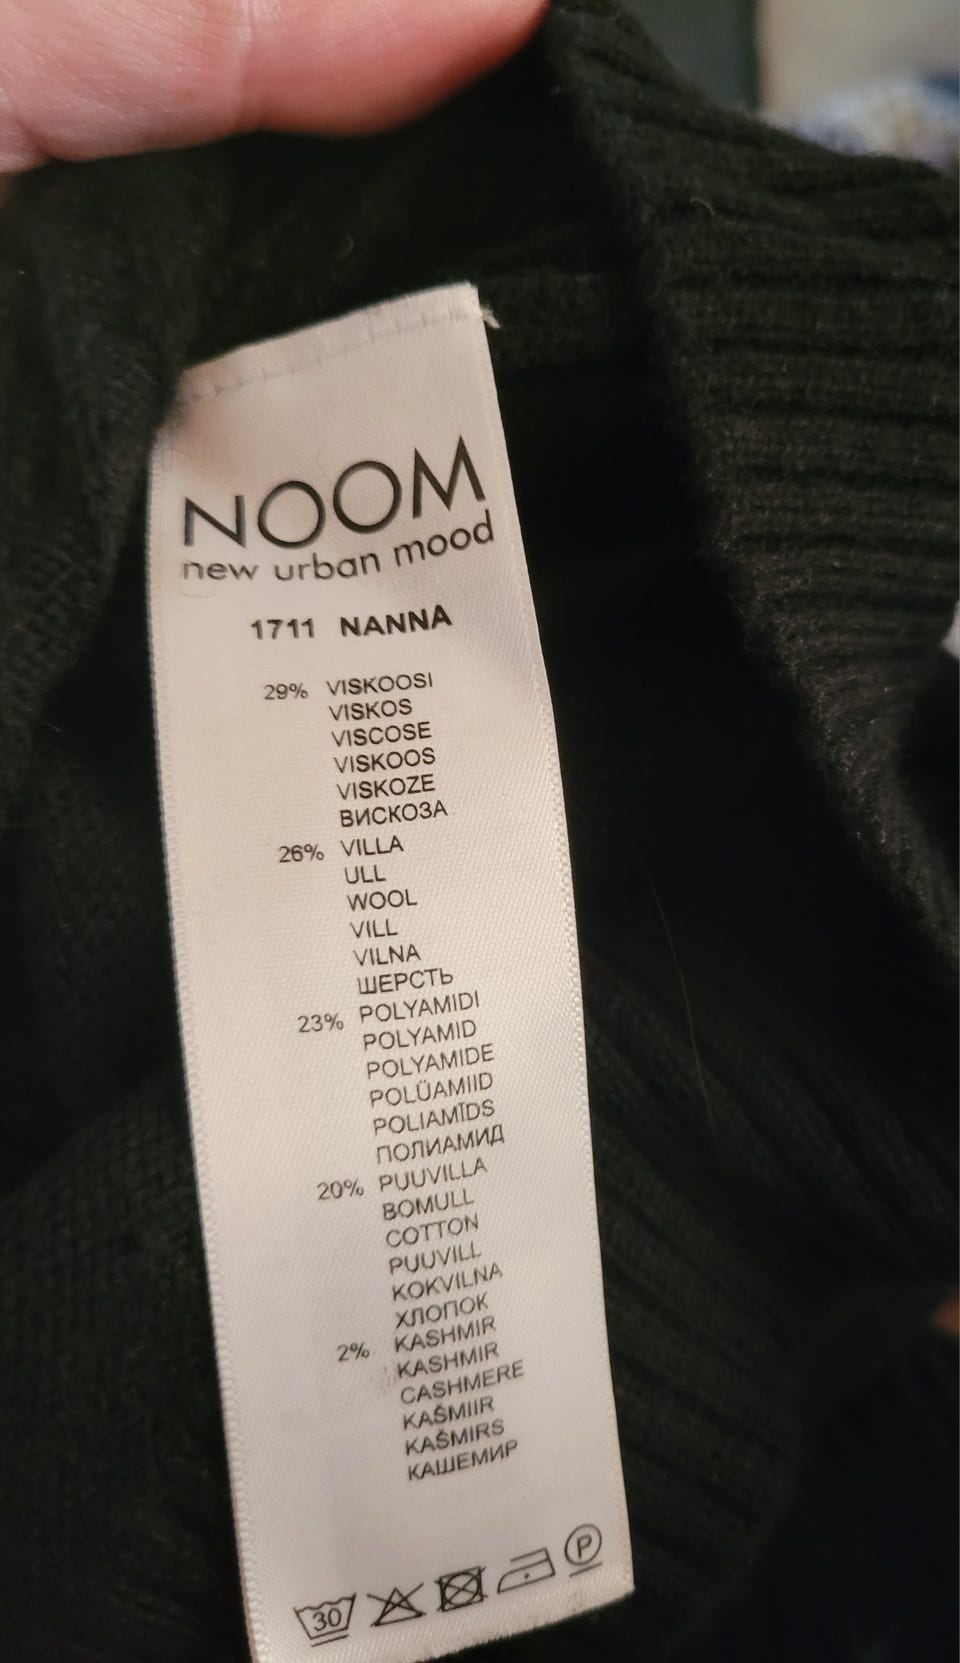 NOOM
new urban mood
1711 NANNA
29% VISKOOSI
VISKOS
VISCOSE
VISKOOS
VISKOZE
ВИСКОЗА
26% VILLA
ULL
WOOL
VILL
VILNA
ШЕРСТЬ
23% POLYAMIDI
POLYAMID
POLYAMIDE
POLÜAMIID
POLIAMĪDS
ПОЛИАМИД
20% PUUVILLA
BOMULL
COTTON
PUUVILL
KOKVILNA
ХЛОПОК
2% KASHMIR
KASHMIR
CASHMERE
KAŠMIIR
KAŠMIRS
КАШЕМИР
30 P